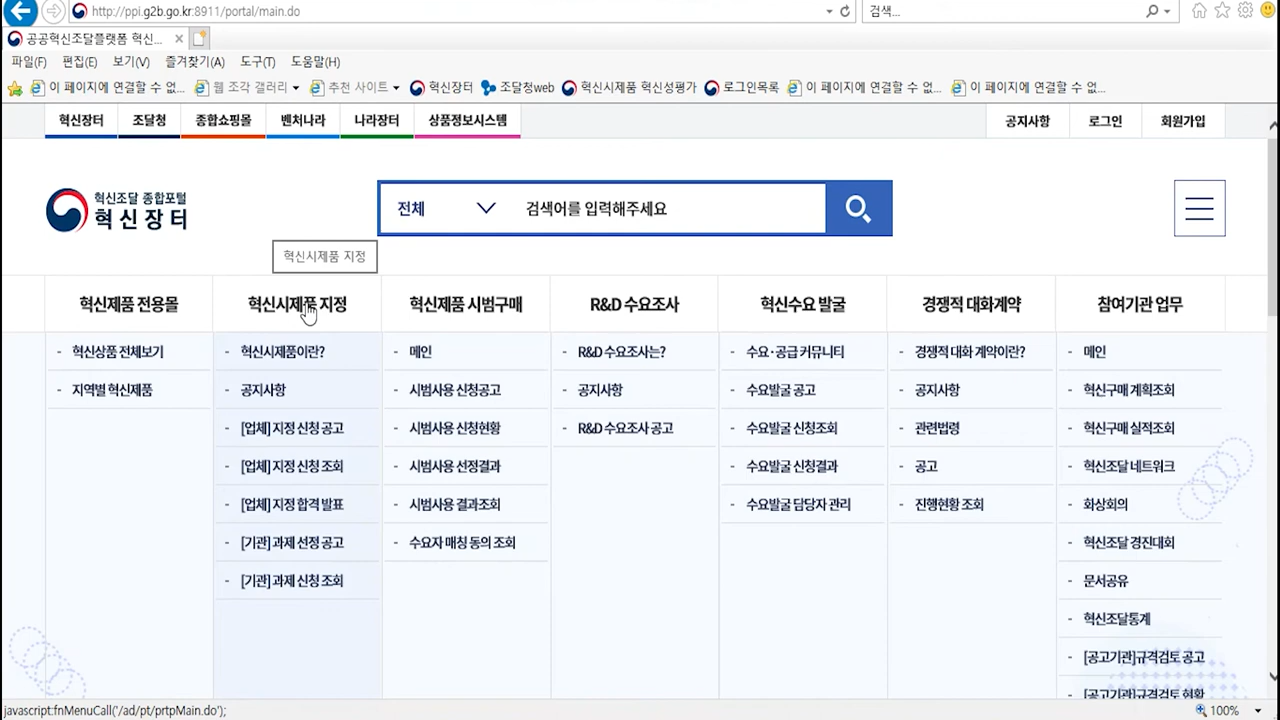 http://ppi.g2b.go.kr:8911/portal/main.do
검색...
공공혁신조달플랫폼 혁신...
파일(F) 편집(E) 보기(V) 즐겨찾기(A) 도구(T) 도움말(H)
이 페이지에 연결할 수 없... 웹 조각 갤러리 추천 사이트 혁신장터 조달청web 혁신시제품 혁신성평가 로그인목록 이 페이지에 연결할 수 없... 이 페이지에 연결할 수 없...
혁신장터 조달청 종합쇼핑몰 벤처나라 나라장터 상품정보시스템 공지사항 로그인 회원가입
혁신조달 종합포털
혁신장터
전체 검색어를 입력해주세요
혁신시제품 지정
혁신제품 전용몰 혁신시제품 지정 혁신제품 시범구매 R&D 수요조사 혁신수요 발굴 경쟁적 대화계약 참여기관 업무
- 혁신상품 전체보기 - 혁신시제품이란? - 메인 - R&D 수요조사는? - 수요·공급 커뮤니티 - 경쟁적 대화 계약이란? - 메인
- 지역별 혁신제품 - 공지사항 - 시범사용 신청공고 - 공지사항 - 수요발굴 공고 - 공지사항 - 혁신구매 계획조회
- [업체] 지정 신청 공고 - 시범사용 신청현황 - R&D 수요조사 공고 - 수요발굴 신청조회 - 관련법령 - 혁신구매 실적조회
- [업체] 지정 신청 조회 - 시범사용 선정결과 - 수요발굴 신청결과 - 공고 - 혁신조달 네트워크
- [업체] 지정 합격 발표 - 시범사용 결과조회 - 수요발굴 담당자 관리 - 진행현황 조회 - 화상회의
- [기관] 과제 선정 공고 - 수요자 매칭 동의 조회 - 혁신조달 경진대회
- [기관] 과제 신청 조회 - 문서공유
- 혁신조달통계
- [공고기관]규격검토 공고
- [공고기관]규격검토 현황
javascript:fnMenuCall('/ad/pt/prtpMain.do');
100%